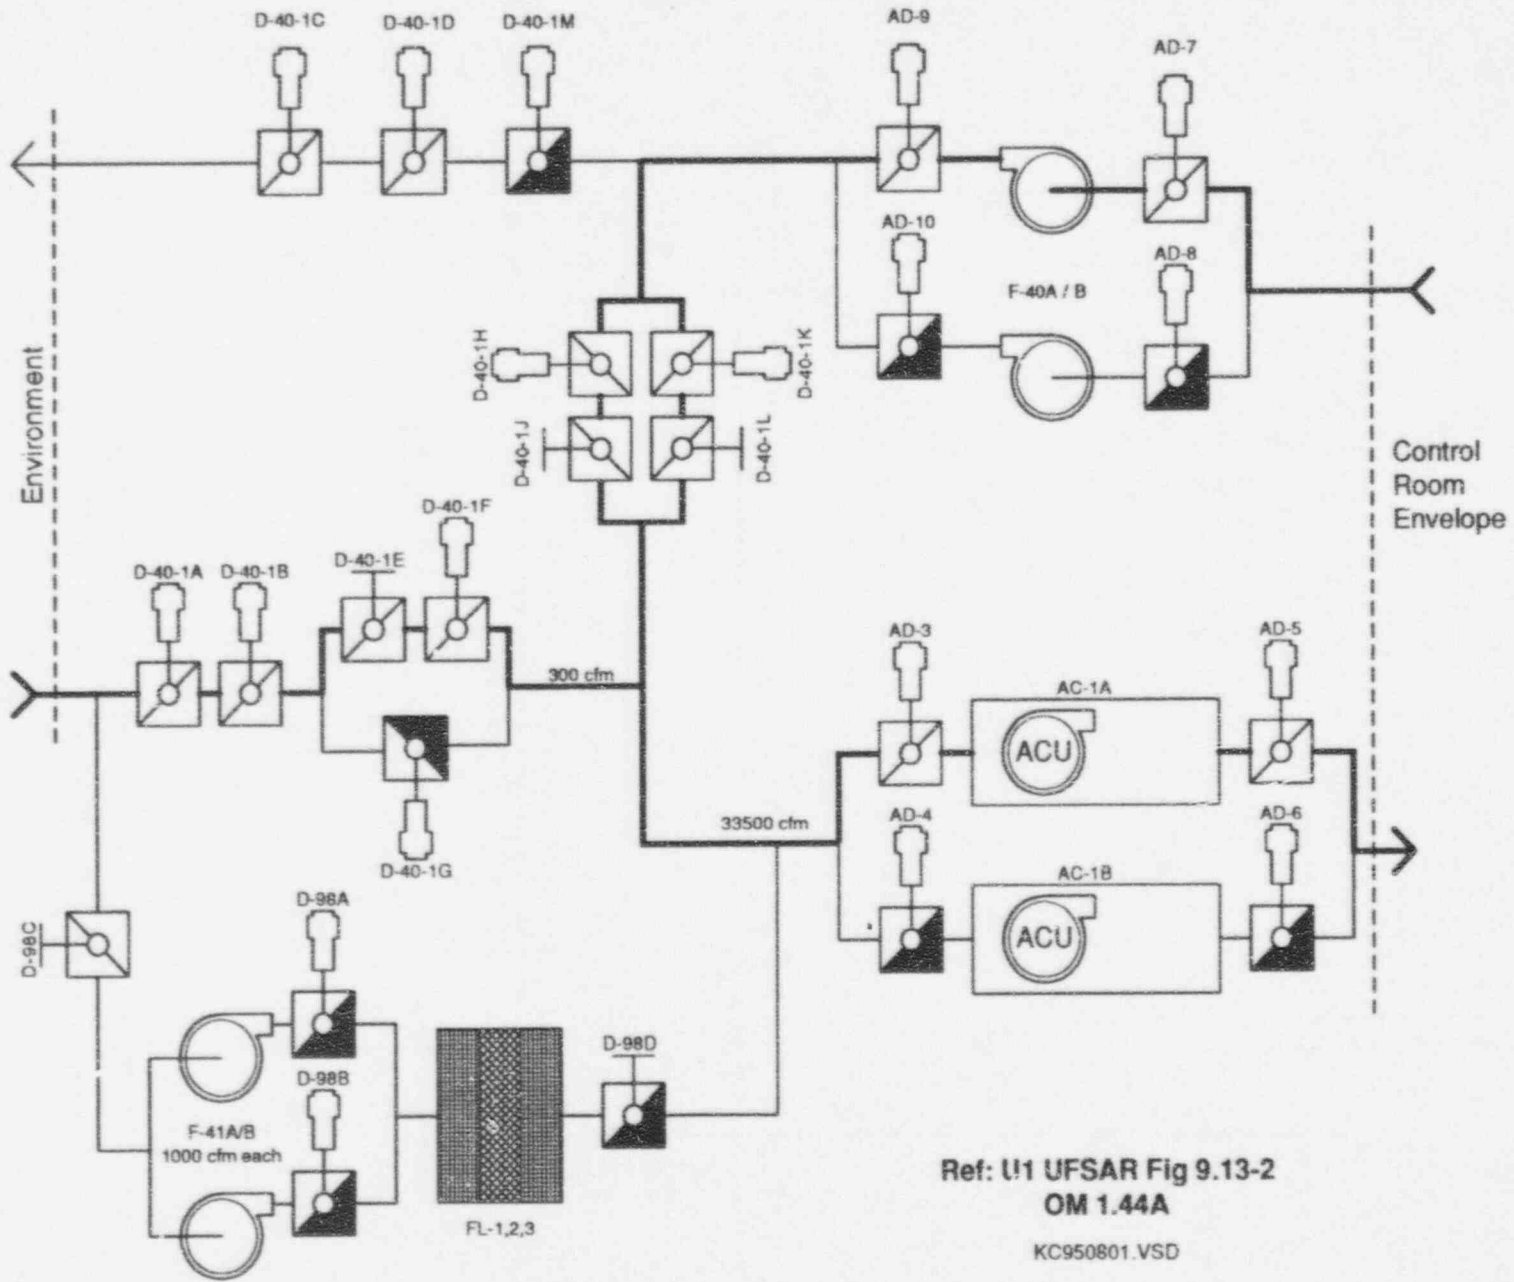 D-40-1C
D-40-1D
D-40-1M
AD-9
AD-7
AD-10
AD-8
F-40A / B
Environment
D-40-1H
D-40-1K
D-40-1J
D-40-1L
Control
Room
Envelope
D-40-1F
D-40-1E
D-40-1A
D-40-1B
300 cfm
AD-3
AD-5
AC-1A
ACU
33500 cfm
AD-4
AD-6
D-40-1G
AC-1B
ACU
D-98A
D-98C
D-98D
D-98B
F-41A/B
1000 cfm each
FL-1,2,3
Ref: U1 UFSAR Fig 9.13-2
OM 1.44A
KC950801.VSD